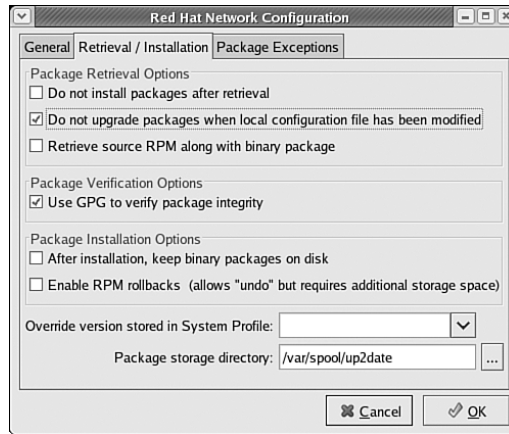 Red Hat Network Configuration
General Retrieval / Installation Package Exceptions
Package Retrieval Options
Do not install packages after retrieval
Do not upgrade packages when local configuration file has been modified
Retrieve source RPM along with binary package
Package Verification Options
Use GPG to verify package integrity
Package Installation Options
After installation, keep binary packages on disk
Enable RPM rollbacks (allows "undo" but requires additional storage space)
Override version stored in System Profile:
Package storage directory: /var/spool/up2date ...
Cancel OK